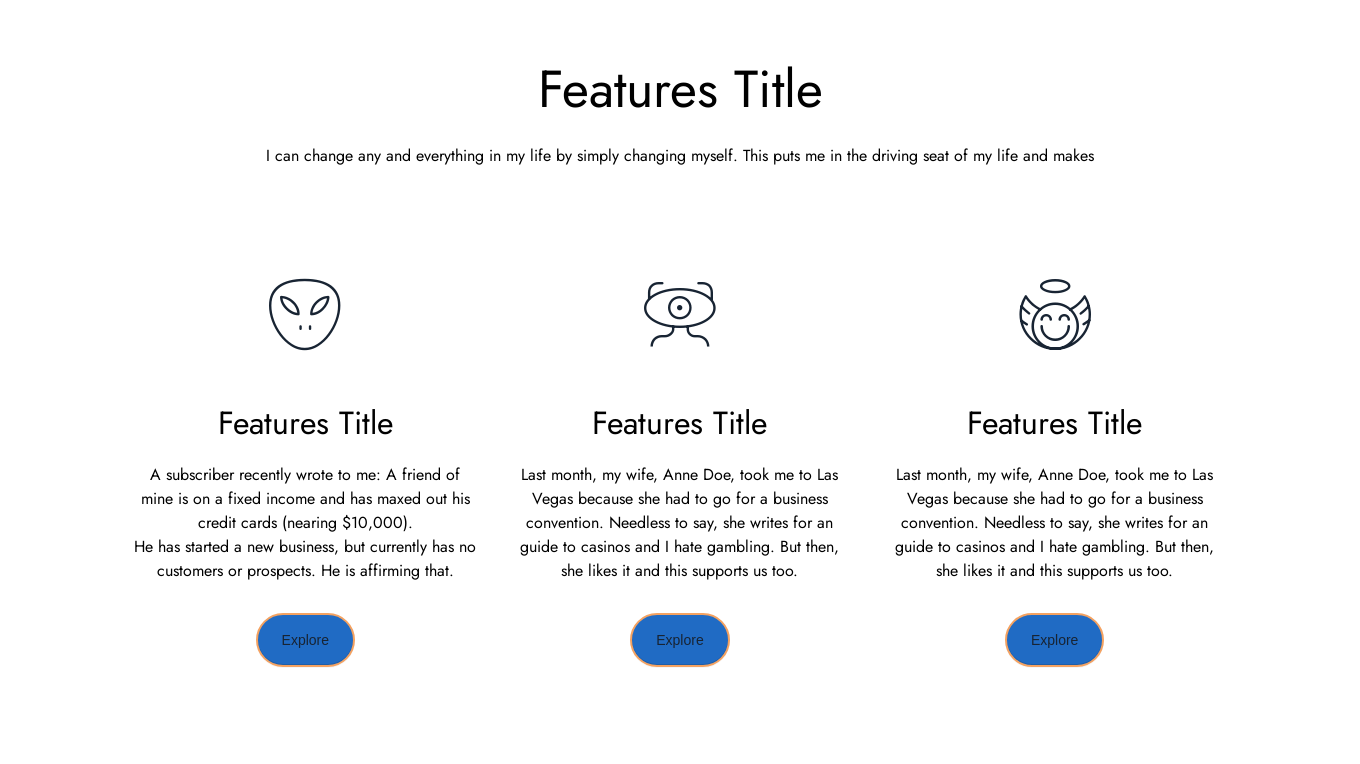 Features Title
I can change any and everything in my life by simply changing myself. This puts me in the driving seat of my life and makes
Features Title
A subscriber recently wrote to me: A friend of
mine is on a fixed income and has maxed out his
credit cards (nearing $10,000).
He has started a new business, but currently has no
customers or prospects. He is affirming that.
Explore
Features Title
Last month, my wife, Anne Doe, took me to Las
Vegas because she had to go for a business
convention. Needless to say, she writes for an
guide to casinos and I hate gambling. But then,
she likes it and this supports us too.
Explore
Features Title
Last month, my wife, Anne Doe, took me to Las
Vegas because she had to go for a business
convention. Needless to say, she writes for an
guide to casinos and I hate gambling. But then,
she likes it and this supports us too.
Explore